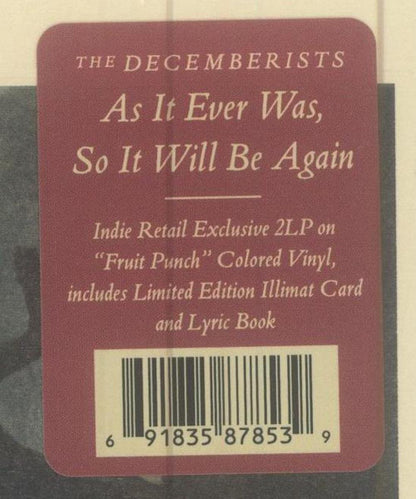 THE DECEMBERISTS
As It Ever Was,
So It Will Be Again
Indie Retail Exclusive 2LP on
"Fruit Punch" Colored Vinyl,
includes Limited Edition Illimat Card
and Lyric Book
6 91835 87853 9